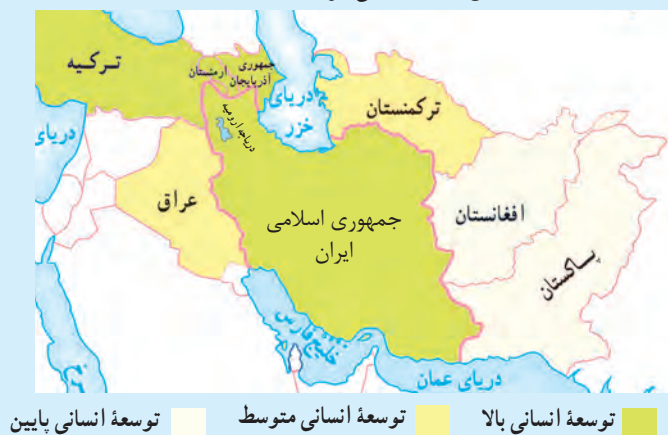 ترکیه
جمهوری
آذربایجان
ارمنستان
دریای
خزر
دریاچه ارومیه
ترکمنستان
دریای
عراق
جمهوری اسلامی
ایران
افغانستان
پاکستان
خلیج فارس
دریای عمان
توسعهٔ انسانی بالا
توسعهٔ انسانی متوسط
توسعهٔ انسانی پایین